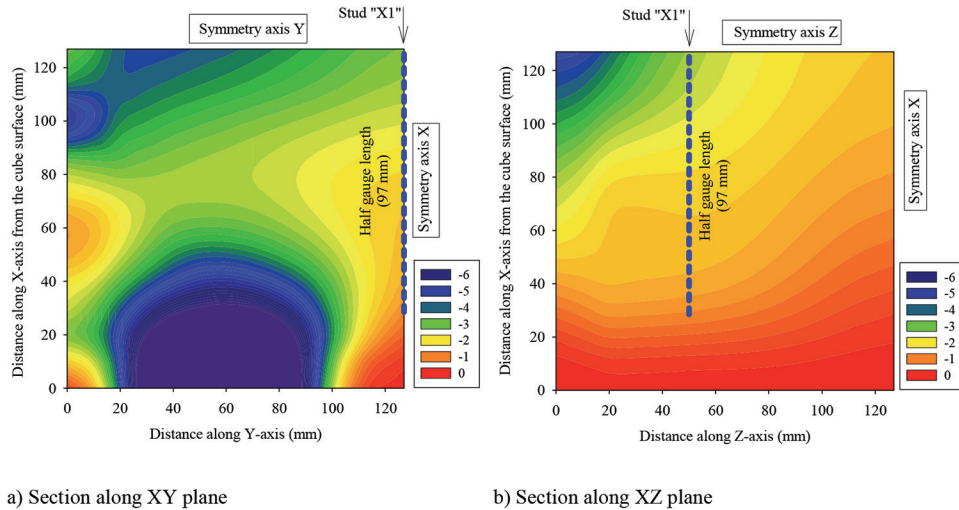 Stud "X1"
Symmetry axis Y
Distance along X-axis from the cube surface (mm)
120
100
80
60
40
20
0
Half gauge length
(97 mm)
Symmetry axis X
-6
-5
-4
-3
-2
-1
0
0 20 40 60 80 100 120
Distance along Y-axis (mm)
a) Section along XY plane
Stud "X1"
Symmetry axis Z
Distance along X-axis from the cube surface (mm)
120
100
80
60
40
20
0
Half gauge length
(97 mm)
Symmetry axis X
-6
-5
-4
-3
-2
-1
0
0 20 40 60 80 100 120
Distance along Z-axis (mm)
b) Section along XZ plane